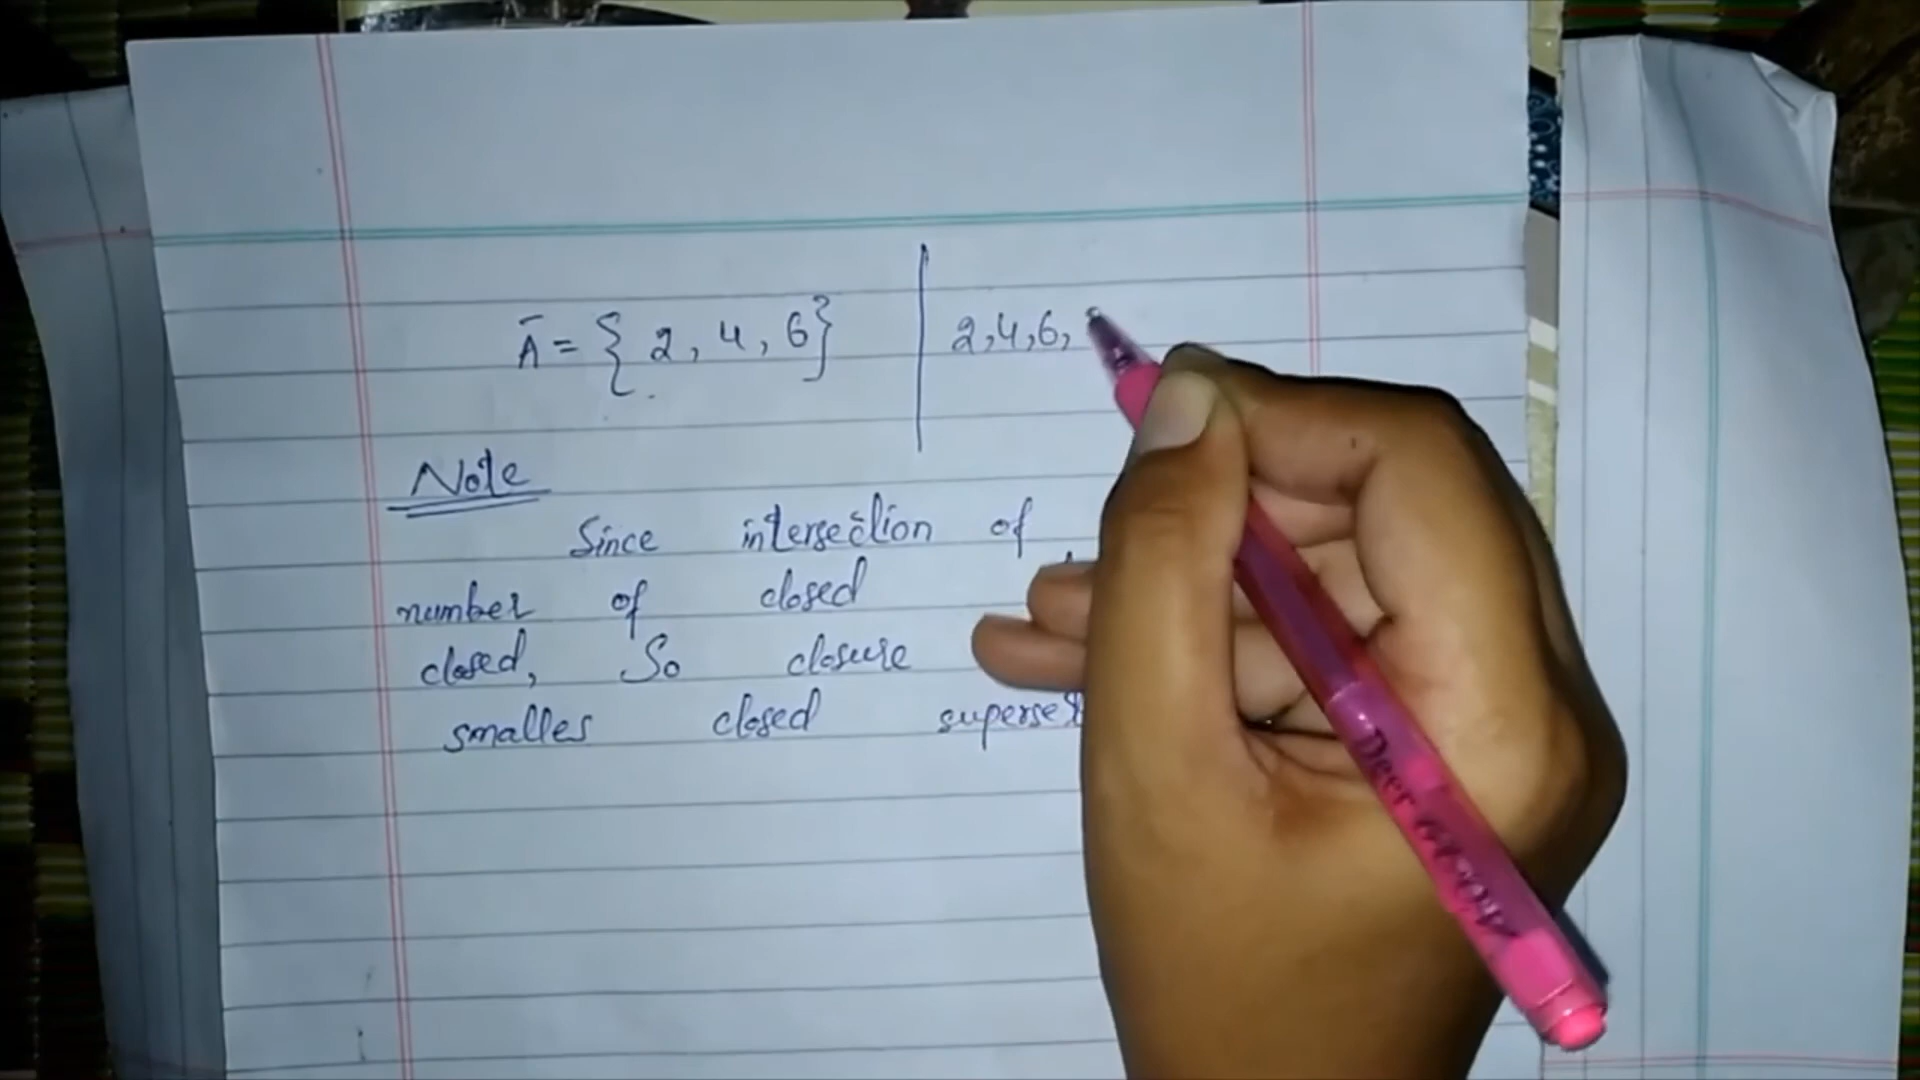 Ā = { 2, 4, 6}
2,4,6,
Note
Since intersection of
number of closed
closed, So closure
smalles closed superset
Deer